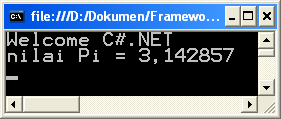 file:///D:/Dokumen/Framewo...
Welcome C#.NET
nilai Pi = 3,142857